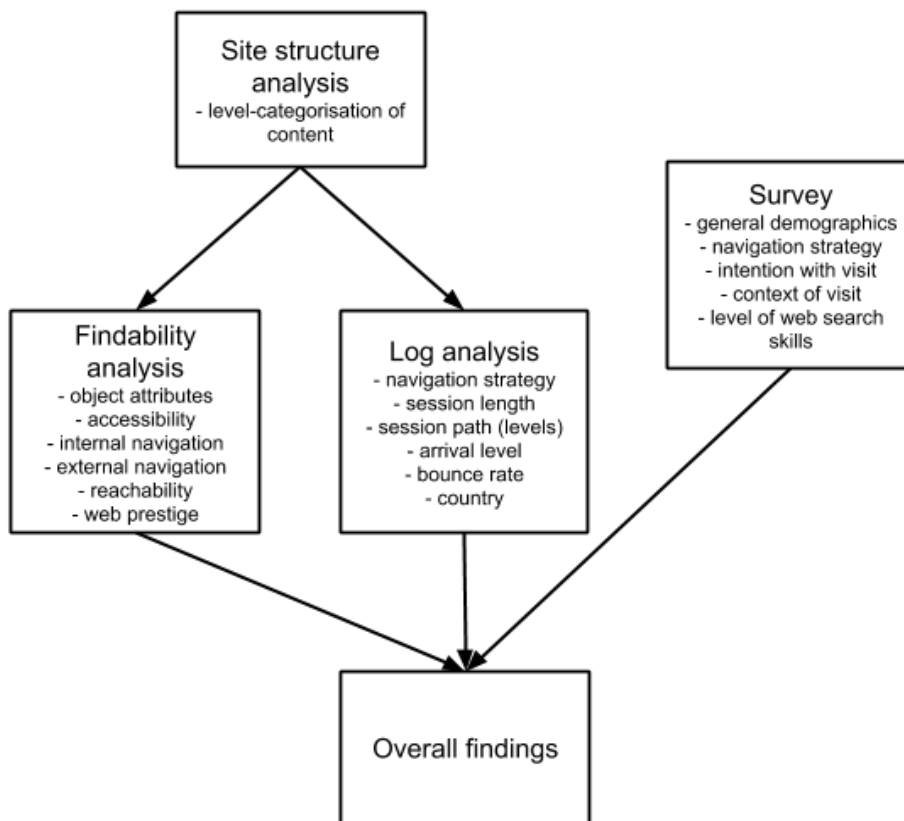 Site structure
analysis
- level-categorisation of
content
Survey
- general demographics
- navigation strategy
- intention with visit
- context of visit
- level of web search
skills
Findability
analysis
- object attributes
- accessibility
- internal navigation
- external navigation
- reachability
- web prestige
Log analysis
- navigation strategy
- session length
- session path (levels)
- arrival level
- bounce rate
- country
Overall findings